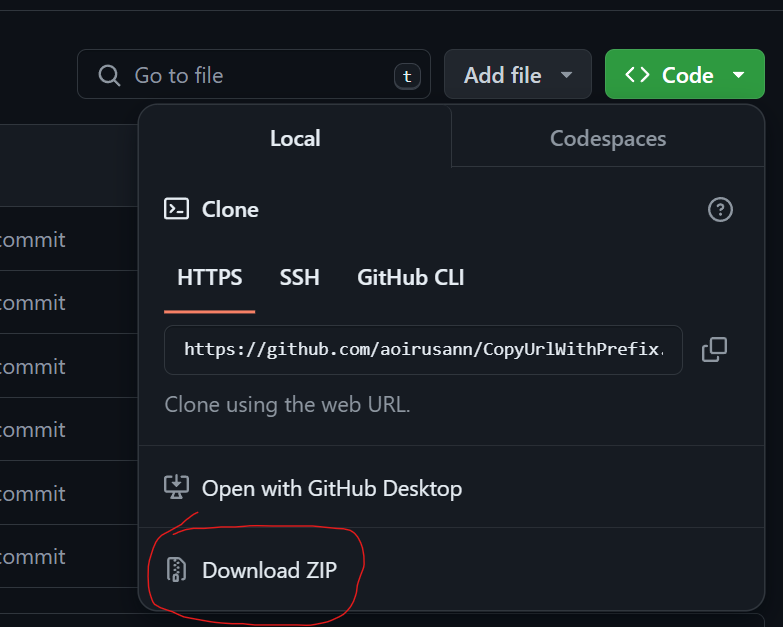 Go to file
t
Add file
Code
Local
Codespaces
Clone
commit
HTTPS
SSH
GitHub CLI
commit
https://github.com/aoirusann/CopyUrlWithPrefix.
commit
Clone using the web URL.
commit
Open with GitHub Desktop
commit
commit
Download ZIP